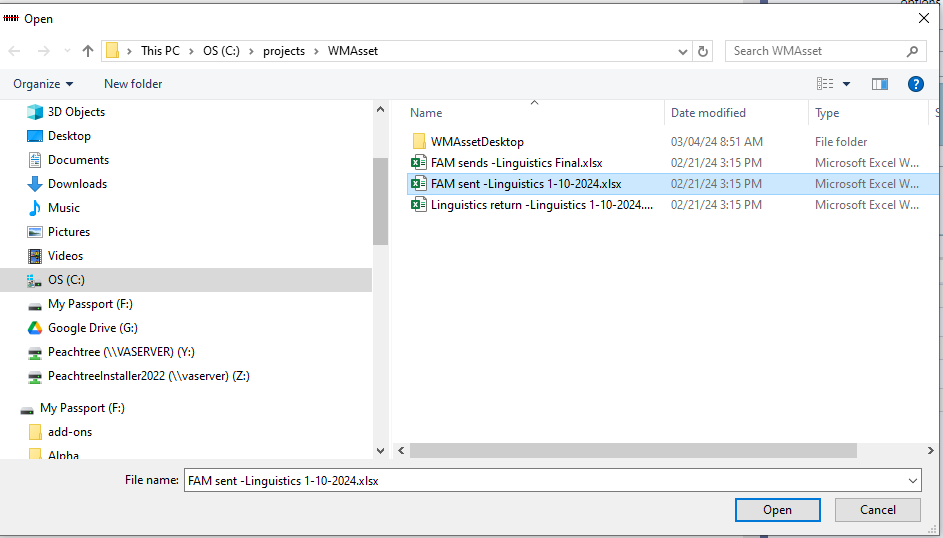 options
Open
This PC > OS (C:) > projects > WMAsset
Search WMAsset
Organize
New folder
?
3D Objects
Desktop
Documents
Downloads
Music
Pictures
Videos
OS (C:)
My Passport (F:)
Google Drive (G:)
Peachtree (\\VASERVER) (Y:)
PeachtreeInstaller2022 (\\vaserver) (Z:)
My Passport (F:)
add-ons
Alpha
Name Date modified Type S
WMAssetDesktop 03/04/24 8:51 AM File folder
FAM sends -Linguistics Final.xlsx 02/21/24 3:15 PM Microsoft Excel W...
FAM sent -Linguistics 1-10-2024.xlsx 02/21/24 3:15 PM Microsoft Excel W...
Linguistics return -Linguistics 1-10-2024.... 02/21/24 3:15 PM Microsoft Excel W...
File name: FAM sent -Linguistics 1-10-2024.xlsx
Open
Cancel